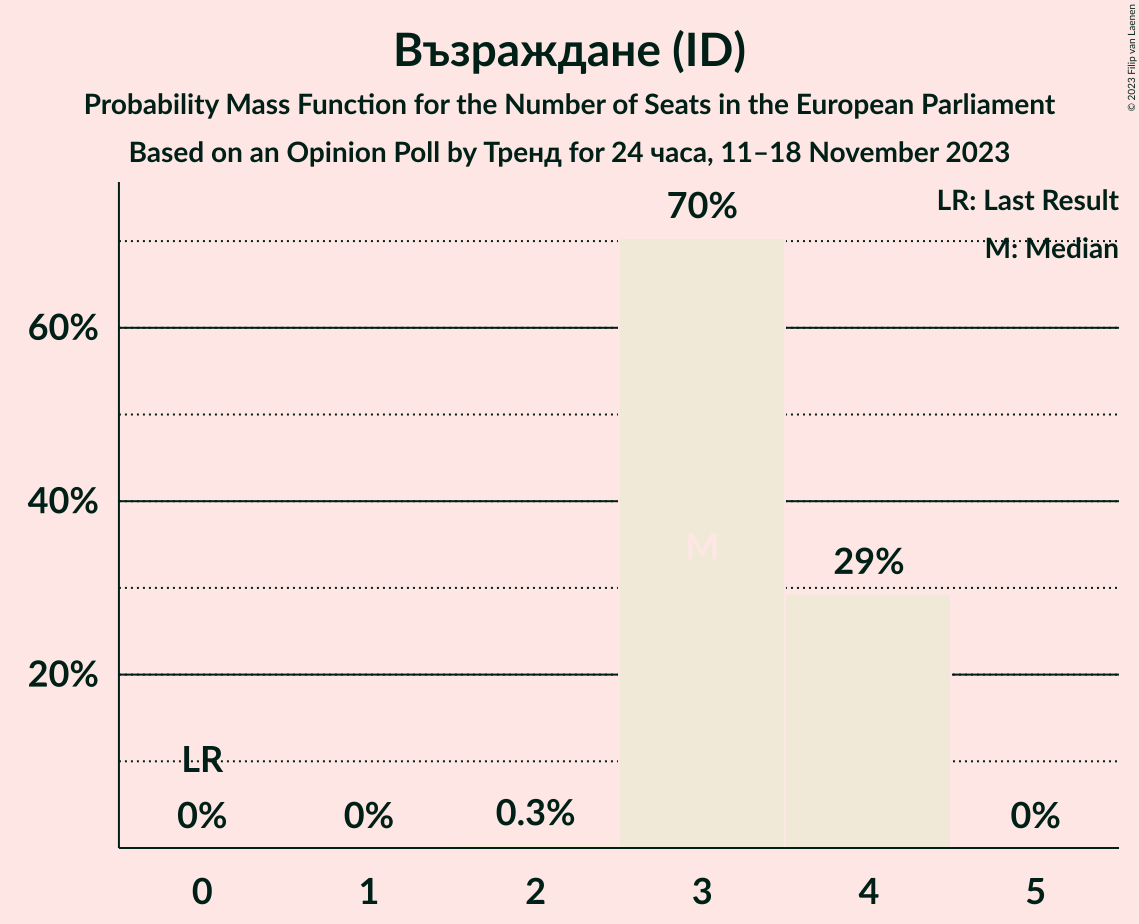 Възраждане (ID)
Probability Mass Function for the Number of Seats in the European Parliament
Based on an Opinion Poll by Тренд for 24 часа, 11–18 November 2023
© 2023 Filip van Laenen
LR: Last Result
M: Median
70%
60%
40%
M
29%
20%
LR
0%
0%
0.3%
0%
0
1
2
3
4
5